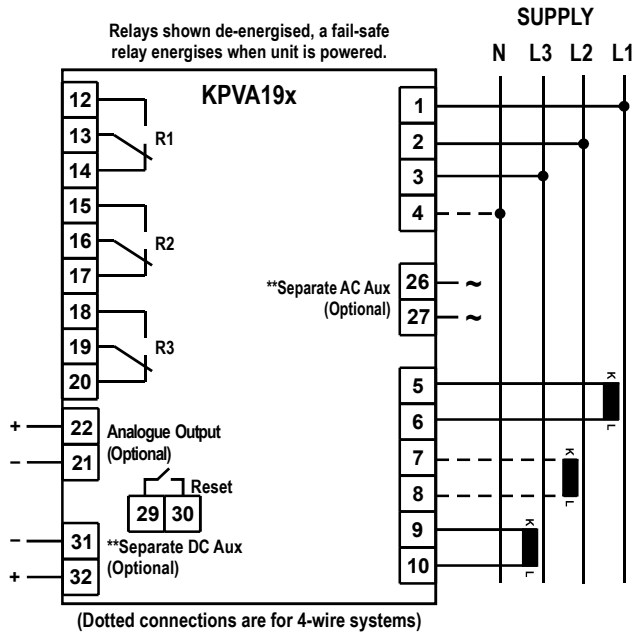 SUPPLY
Relays shown de-energised, a fail-safe
relay energises when unit is powered.
N L3 L2 L1
KPVA19x
12
13
14
R1
15
16
17
R2
18
19
20
R3
+ 22
− 21
Analogue Output
(Optional)
Reset
29 30
− 31
+ 32
**Separate DC Aux
(Optional)
1
2
3
4
**Separate AC Aux
(Optional)
26 ~
27 ~
5
6
K
L
7
8
K
L
9
10
K
L
(Dotted connections are for 4-wire systems)